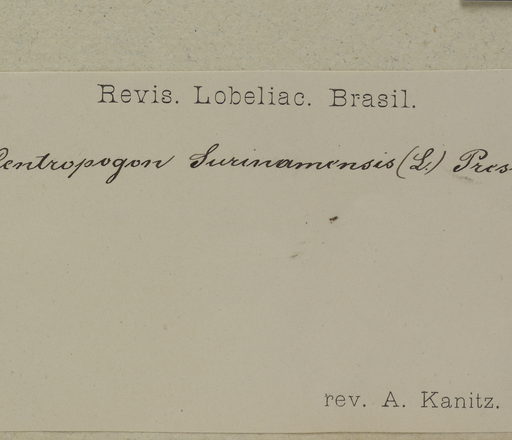 Revis. Lobeliac. Brasil.
Centropogon Surinamensis (L.) Pres
rev. A. Kanitz.